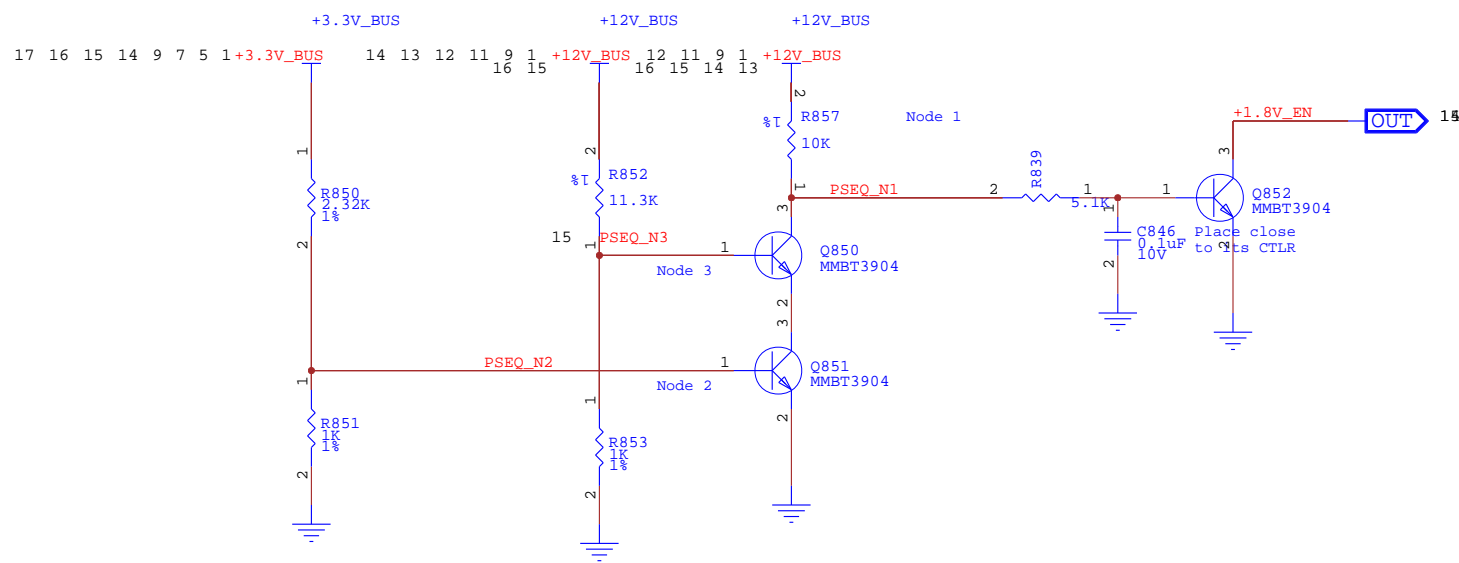 +3.3V_BUS
+12V_BUS
+12V_BUS
17 16 15 14 9 7 5 1 +3.3V_BUS
14 13 12 11 9 1 +12V_BUS
16 15
12 11 9 1 +12V_BUS
16 15 14 13
2
R857
1%
10K
1
Node 1
+1.8V_EN
OUT
3
1
R850
2.32K
1%
2
2
R852
1%
11.3K
1
PSEQ_N1
2
R839
1
5.1K
1
Q852
MMBT3904
2
1
C846
0.1uF
10V
2
Place close
to its CTLR
15 PSEQ_N3
Node 3
3
1
Q850
MMBT3904
2
PSEQ_N2
Node 2
3
1
Q851
MMBT3904
2
1
R851
1K
1%
2
1
R853
1K
1%
2